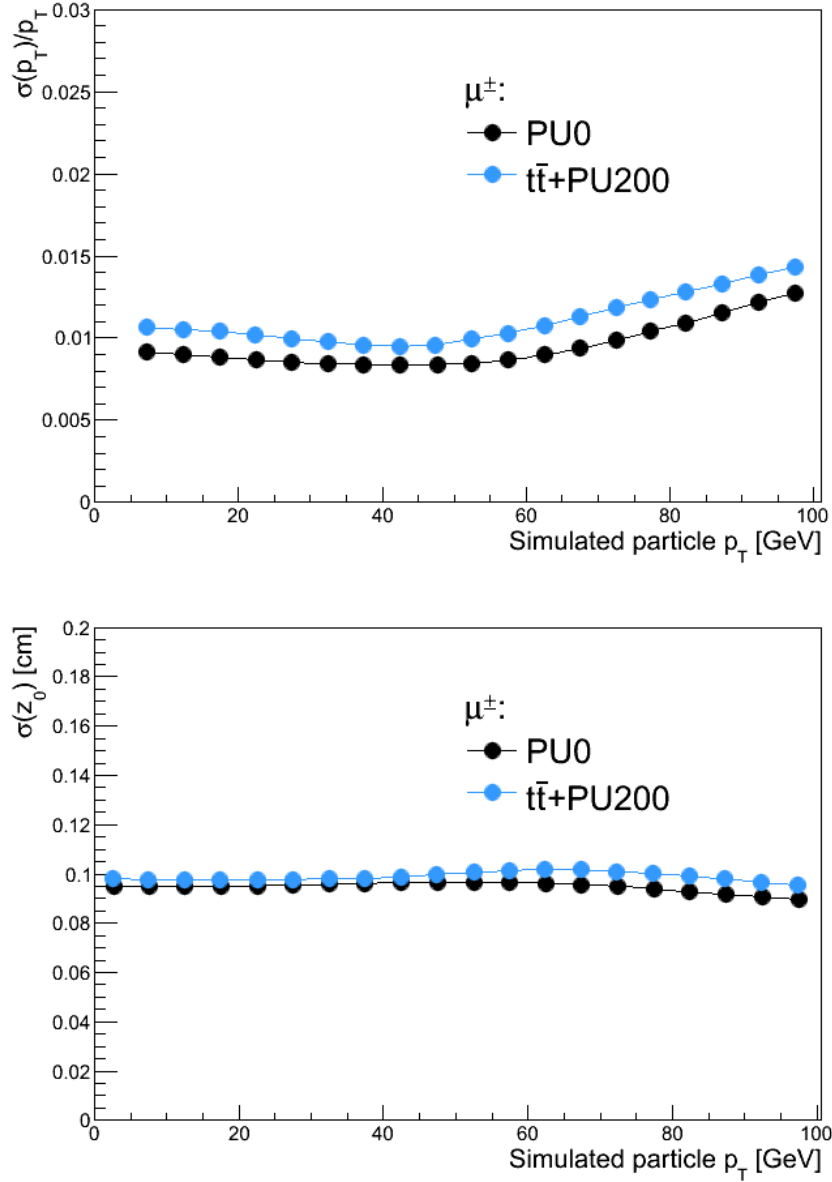 σ(p_T)/p_T
0.03
0.025
0.02
0.015
0.01
0.005
0
μ±:
PU0
tt̄+PU200
0 20 40 60 80 100
Simulated particle p_T [GeV]
σ(z_0) [cm]
0.2
0.18
0.16
0.14
0.12
0.1
0.08
0.06
0.04
0.02
0
μ±:
PU0
tt̄+PU200
0 20 40 60 80 100
Simulated particle p_T [GeV]